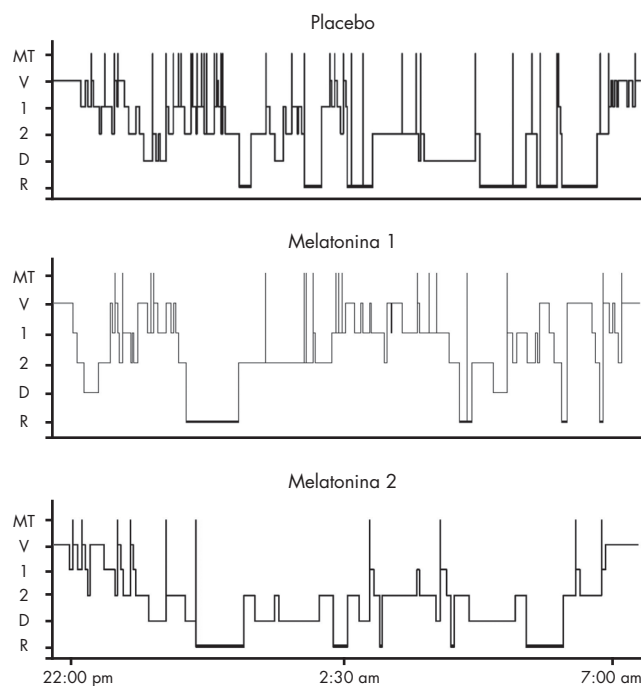 Placebo
MT
V
1
2
D
R
Melatonina 1
MT
V
1
2
D
R
Melatonina 2
MT
V
1
2
D
R
22:00 pm 2:30 am 7:00 am